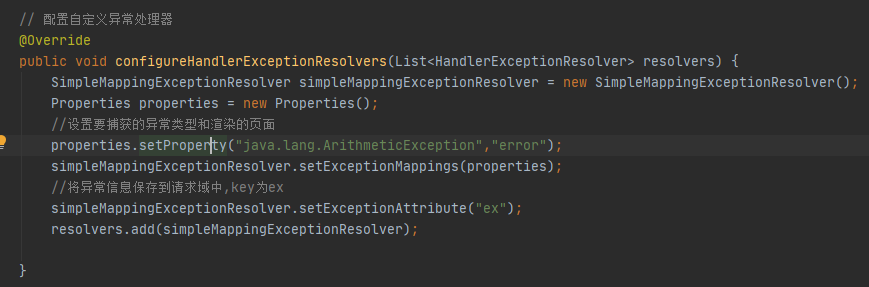 // 配置自定义异常处理器
@Override
public void configureHandlerExceptionResolvers(List<HandlerExceptionResolver> resolvers) {
    SimpleMappingExceptionResolver simpleMappingExceptionResolver = new SimpleMappingExceptionResolver();
    Properties properties = new Properties();
    //设置要捕获的异常类型和渲染的页面
    properties.setProperty("java.lang.ArithmeticException","error");
    simpleMappingExceptionResolver.setExceptionMappings(properties);
    //将异常信息保存到请求域中,key为ex
    simpleMappingExceptionResolver.setExceptionAttribute("ex");
    resolvers.add(simpleMappingExceptionResolver);
}